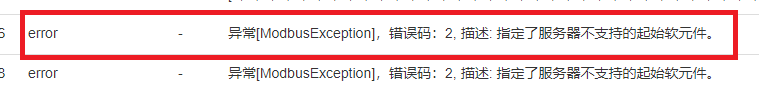 6 error - 异常[ModbusException]，错误码：2, 描述: 指定了服务器不支持的起始软元件。
8 error - 异常[ModbusException]，错误码：2, 描述: 指定了服务器不支持的起始软元件。